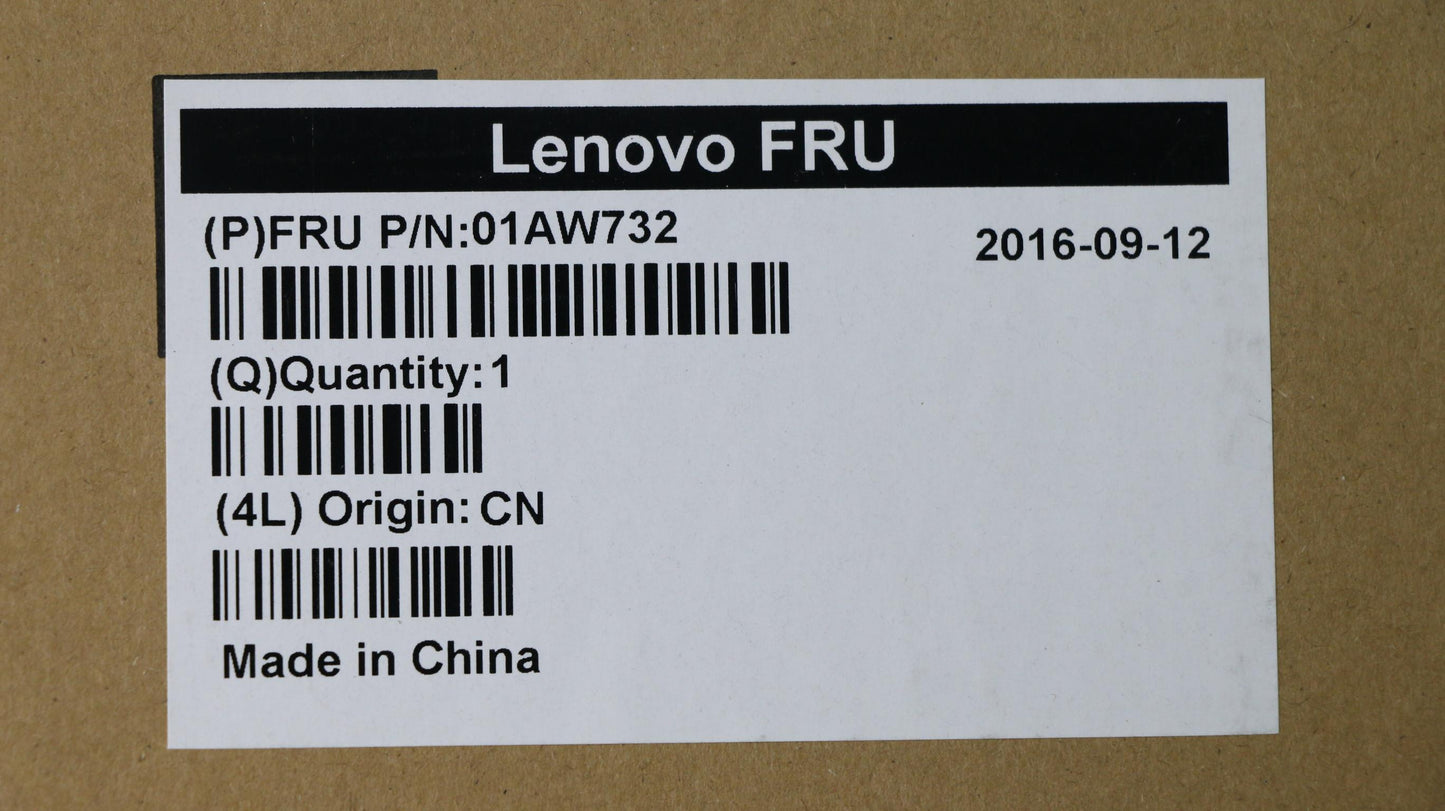 Lenovo FRU
(P)FRU P/N:01AW732
2016-09-12
(Q)Quantity:1
(4L) Origin:CN
Made in China